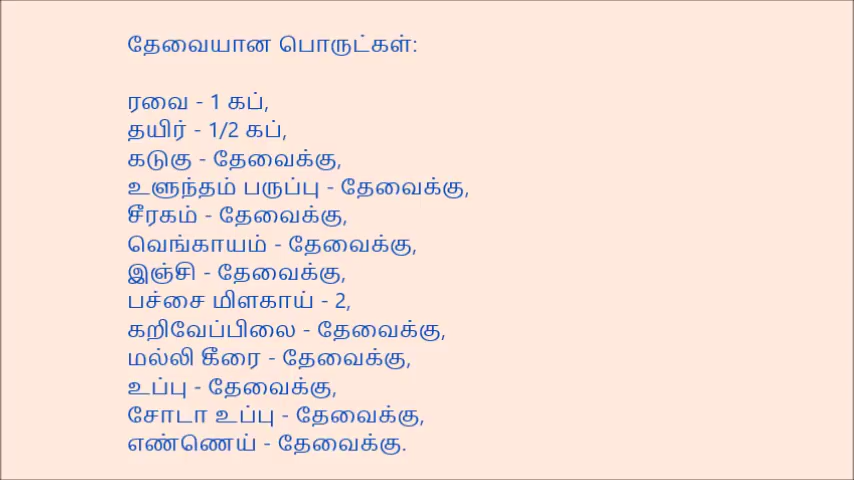 தேவையான பொருட்கள்:
ரவை - 1 கப்,
தயிர் - 1/2 கப்,
கடுகு - தேவைக்கு,
உளுந்தம் பருப்பு - தேவைக்கு,
சீரகம் - தேவைக்கு,
வெங்காயம் - தேவைக்கு,
இஞ்சி - தேவைக்கு,
பச்சை மிளகாய் - 2,
கறிவேப்பிலை - தேவைக்கு,
மல்லி கீரை - தேவைக்கு,
உப்பு - தேவைக்கு,
சோடா உப்பு - தேவைக்கு,
எண்ணெய் - தேவைக்கு.